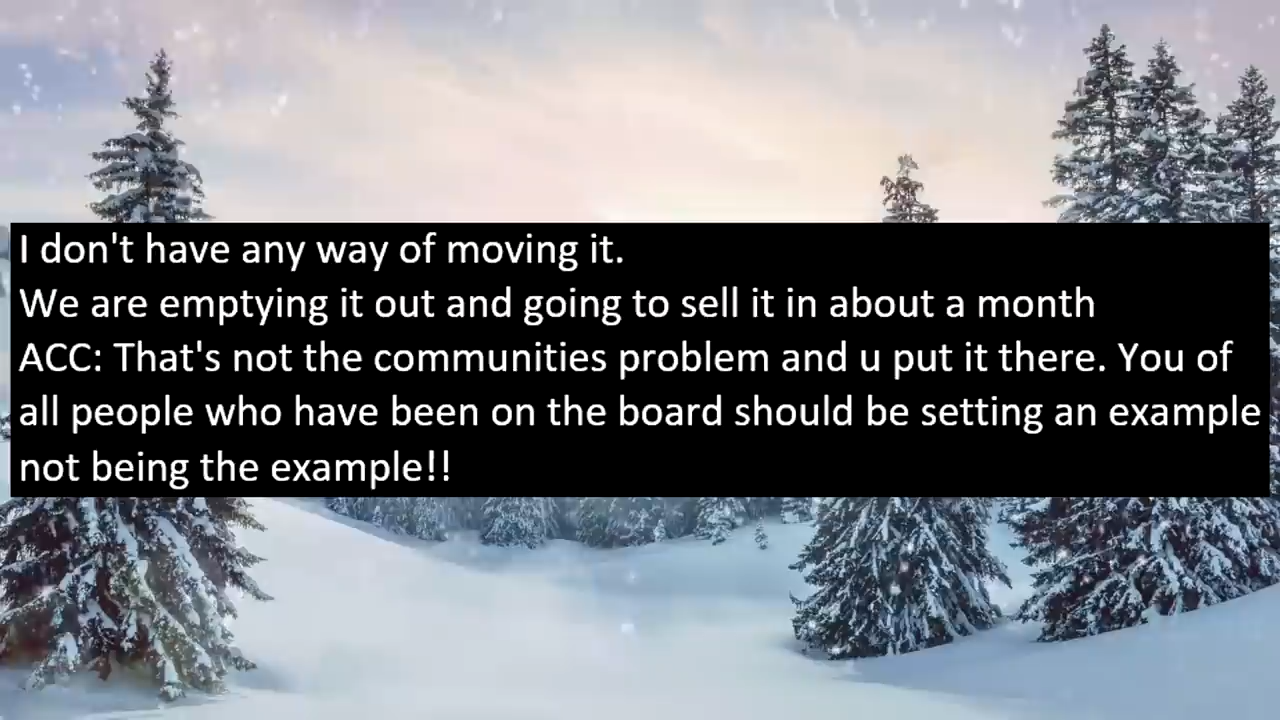 I don't have any way of moving it.
We are emptying it out and going to sell it in about a month
ACC: That's not the communities problem and u put it there. You of
all people who have been on the board should be setting an example
not being the example!!